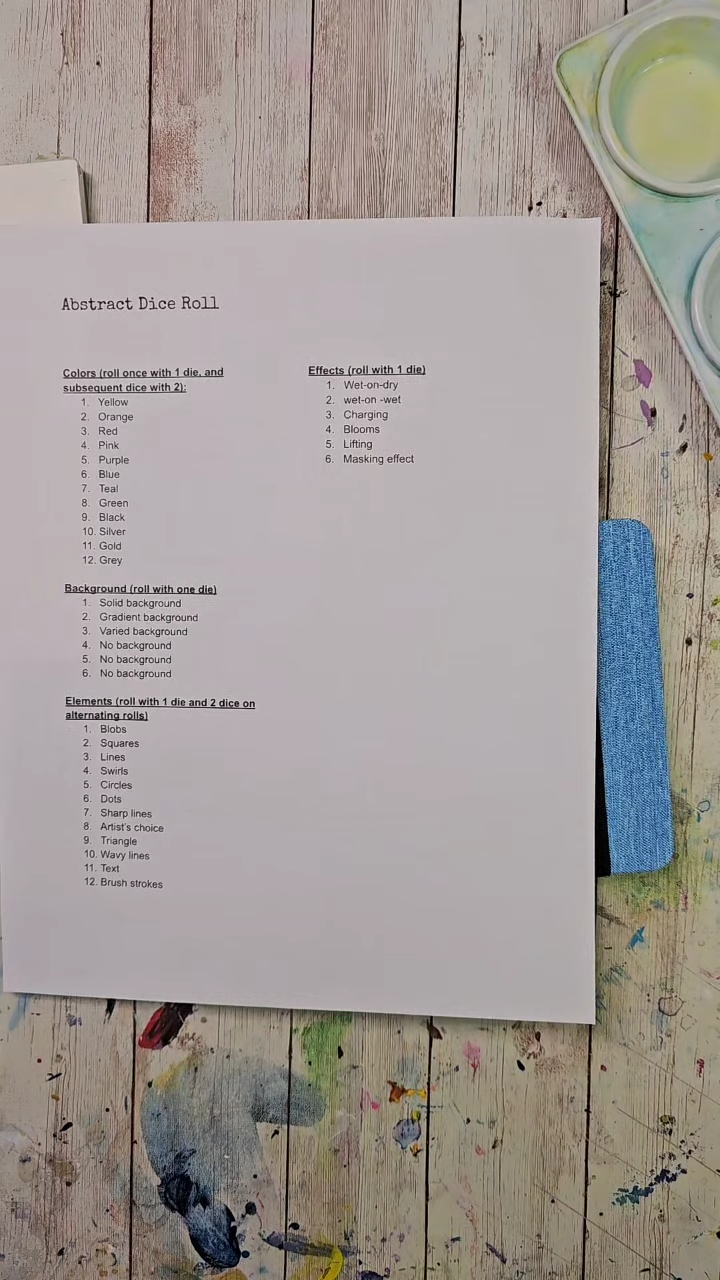 Abstract Dice Roll
Colors (roll once with 1 die, and
subsequent dice with 2):
1. Yellow
2. Orange
3. Red
4. Pink
5. Purple
6. Blue
7. Teal
8. Green
9. Black
10. Silver
11. Gold
12. Grey
Background (roll with one die)
1. Solid background
2. Gradient background
3. Varied background
4. No background
5. No background
6. No background
Elements (roll with 1 die and 2 dice on
alternating rolls)
1. Blobs
2. Squares
3. Lines
4. Swirls
5. Circles
6. Dots
7. Sharp lines
8. Artist's choice
9. Triangle
10. Wavy lines
11. Text
12. Brush strokes
Effects (roll with 1 die)
1. Wet-on-dry
2. wet-on -wet
3. Charging
4. Blooms
5. Lifting
6. Masking effect